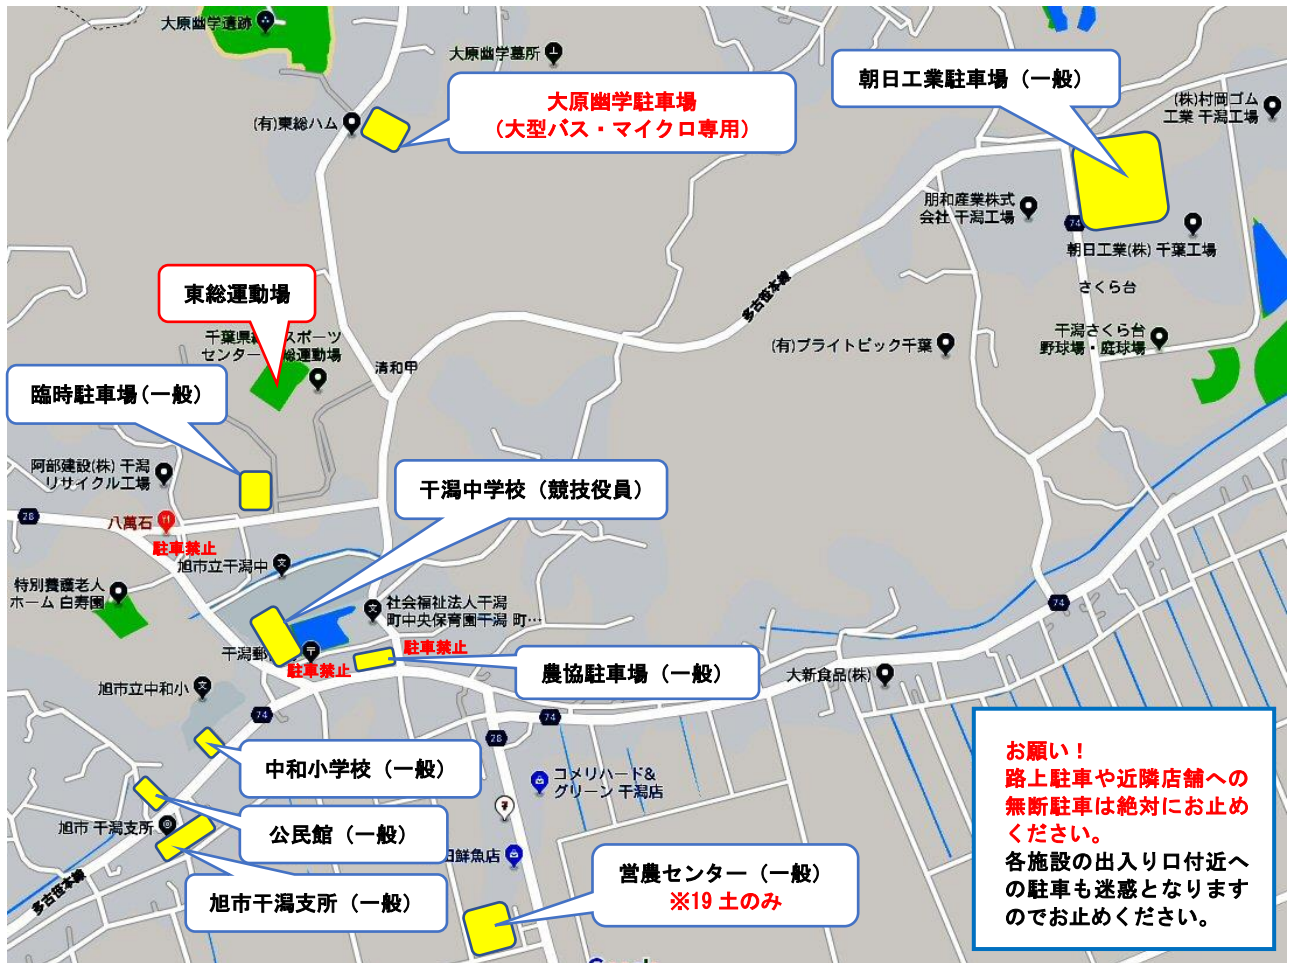 大原幽学遺跡
大原幽学墓所
朝日工業駐車場（一般）
大原幽学駐車場
（大型バス・マイクロ専用）
(株)村岡ゴム
工業 干潟工場
(有)東総ハム
朋和産業株式
会社 干潟工場
74
朝日工業(株) 千葉工場
さくら台
東総運動場
多古笹本線
干潟さくら台
野球場・庭球場
千葉県
スポーツ
センター
総運動場
(有)ブライトピック千葉
清和甲
臨時駐車場（一般）
阿部建設(株) 干潟
リサイクル工場
干潟中学校（競技役員）
28
八萬石
駐車禁止
旭市立干潟中
特別養護老人
ホーム 白寿園
社会福祉法人干潟
町中央保育園干潟 町…
74
干潟郵
駐車禁止
駐車禁止
農協駐車場（一般）
大新食品(株)
旭市立中和小
74
74
28
お願い！
路上駐車や近隣店舗への
無断駐車は絶対にお止め
ください。
各施設の出入り口付近へ
の駐車も迷惑となります
のでお止めください。
中和小学校（一般）
コメリハード&
グリーン 干潟店
公民館（一般）
旭市 干潟支所
田鮮魚店
営農センター（一般）
※19 土のみ
旭市干潟支所（一般）
多古笹本線